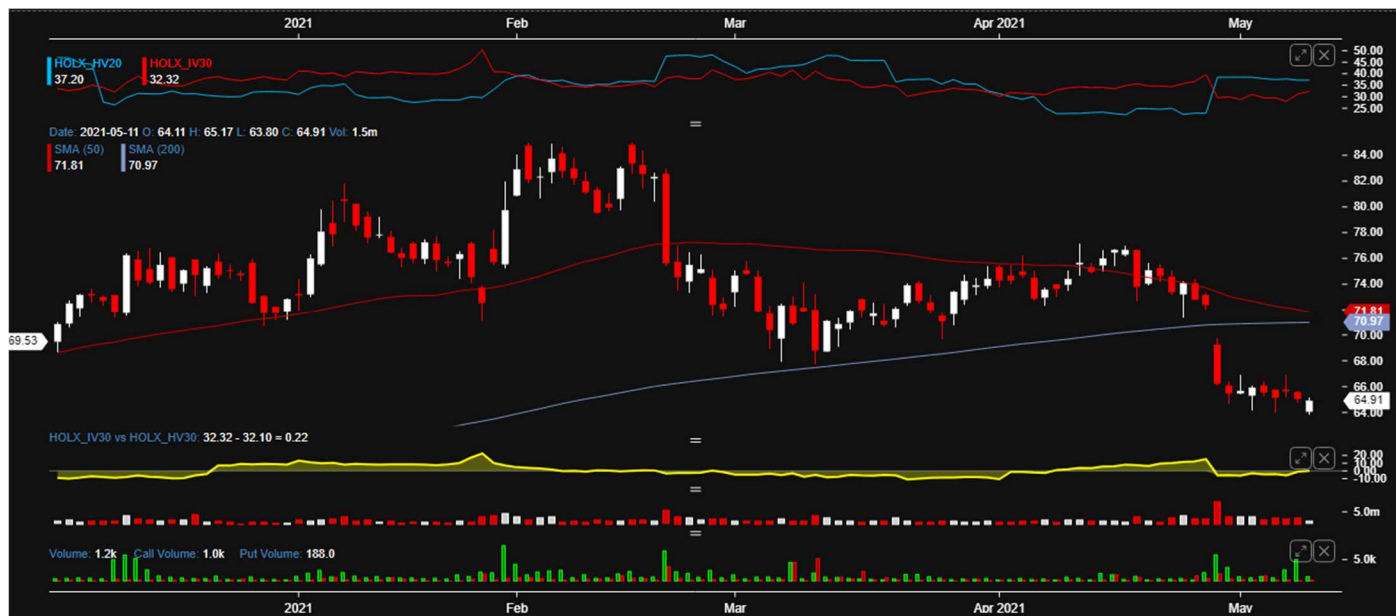 2021 Feb Mar Apr 2021 May
HOLX_HV20 HOLX_IV30
37.20 32.32
50.00
45.00
40.00
35.00
30.00
25.00
Date: 2021-05-11 O: 64.11 H: 65.17 L: 63.80 C: 64.91 Vol: 1.5m
SMA (50) SMA (200)
71.81 70.97
84.00
82.00
80.00
78.00
76.00
74.00
71.81
70.97
70.00
69.53
68.00
66.00
64.91
64.00
HOLX_IV30 vs HOLX_HV30: 32.32 - 32.10 = 0.22
20.00
10.00
0.00
-10.00
5.0m
Volume: 1.2k Call Volume: 1.0k Put Volume: 188.0
5.0k
2021 Feb Mar Apr 2021 May